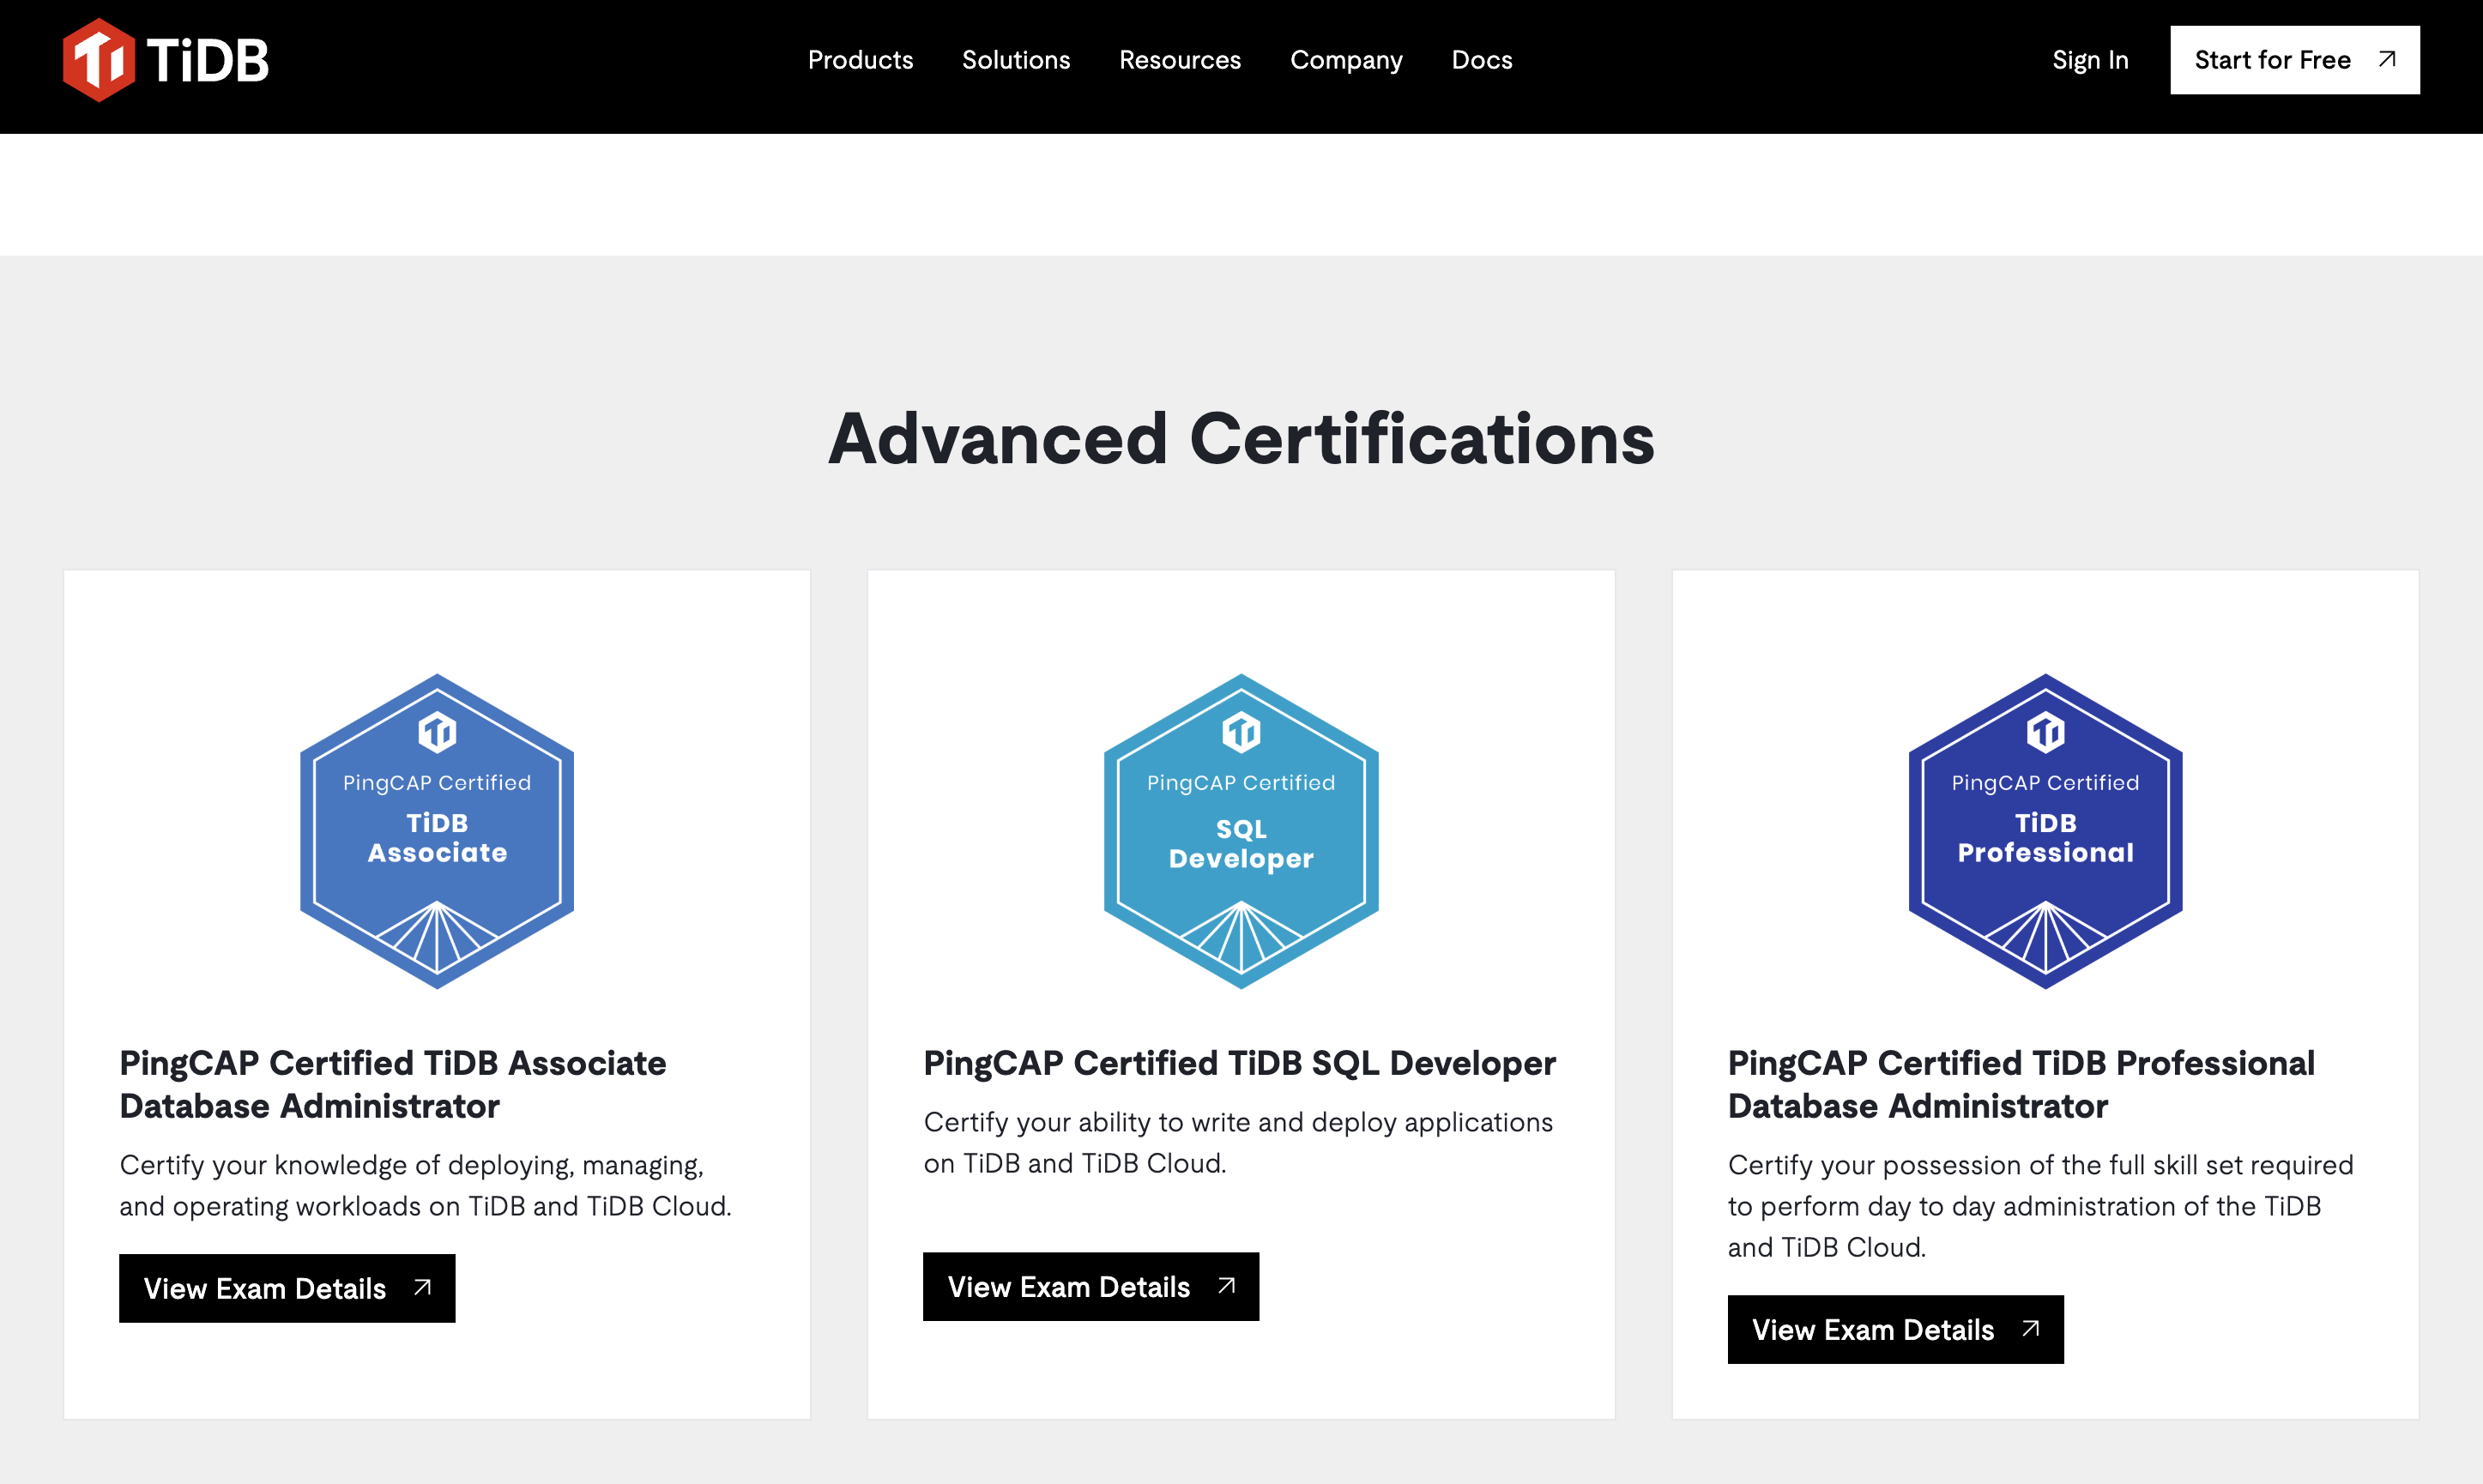 TiDB
Products Solutions Resources Company Docs
Sign In
Start for Free
Advanced Certifications
PingCAP Certified
TiDB
Associate
PingCAP Certified TiDB Associate
Database Administrator
Certify your knowledge of deploying, managing,
and operating workloads on TiDB and TiDB Cloud.
View Exam Details
PingCAP Certified
SQL
Developer
PingCAP Certified TiDB SQL Developer
Certify your ability to write and deploy applications
on TiDB and TiDB Cloud.
View Exam Details
PingCAP Certified
TiDB
Professional
PingCAP Certified TiDB Professional
Database Administrator
Certify your possession of the full skill set required
to perform day to day administration of the TiDB
and TiDB Cloud.
View Exam Details